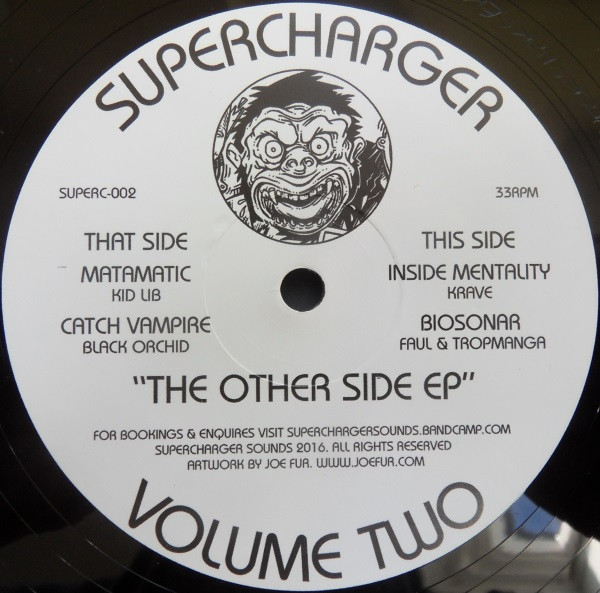 SUPERCHARGER
SUPERC-002
33RPM
THAT SIDE
MATAMATIC
KID LIB
CATCH VAMPIRE
BLACK ORCHID
THIS SIDE
INSIDE MENTALITY
KRAVE
BIOSONAR
FAUL & TROPMANGA
"THE OTHER SIDE EP"
FOR BOOKINGS & ENQUIRES VISIT SUPERCHARGERSOUNDS.BANDCAMP.COM
SUPERCHARGER SOUNDS 2016. ALL RIGHTS RESERVED
ARTWORK BY JOE FUR. WWW.JOEFUR.COM
VOLUME TWO